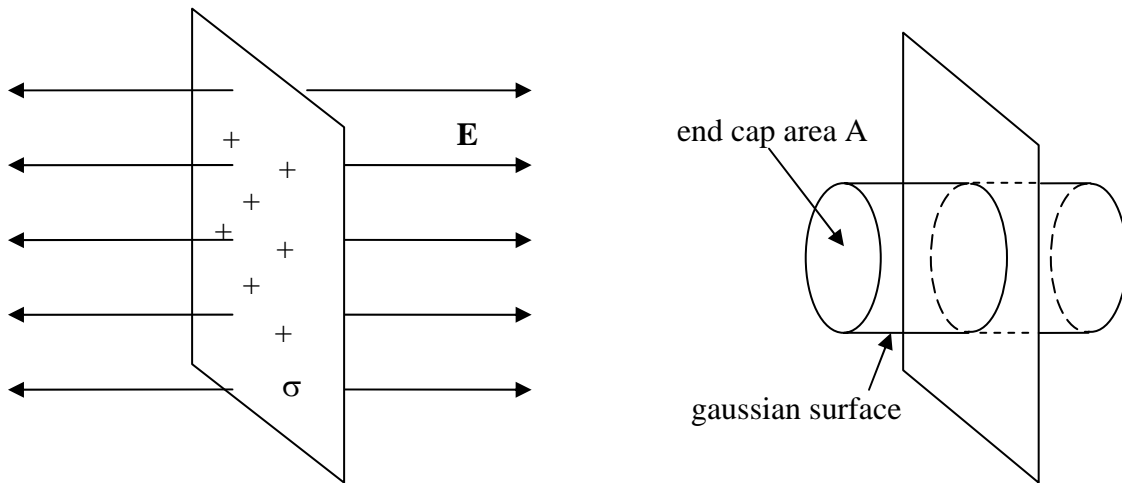 +
E
+
+
+
+
+
+
σ
end cap area A
gaussian surface